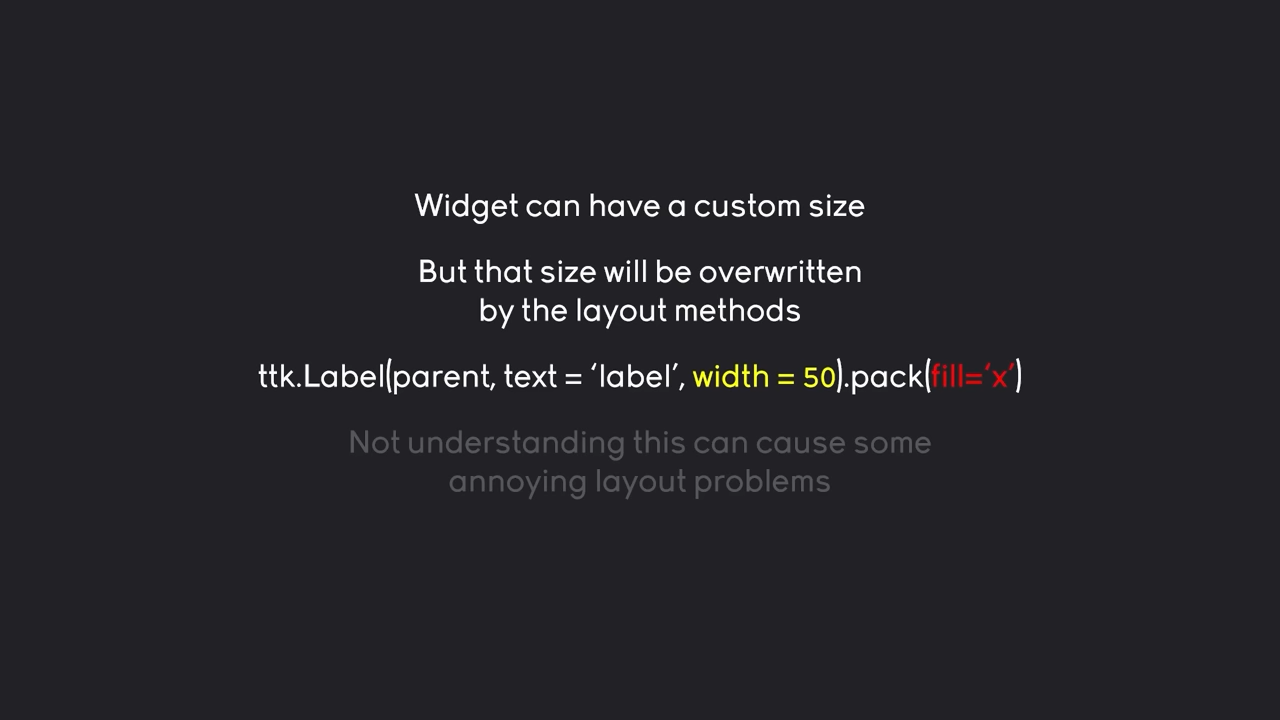 Widget can have a custom size
But that size will be overwritten
by the layout methods
ttk.Label(parent, text = ‘label’, width = 50).pack(fill=‘x’)
Not understanding this can cause some
annoying layout problems